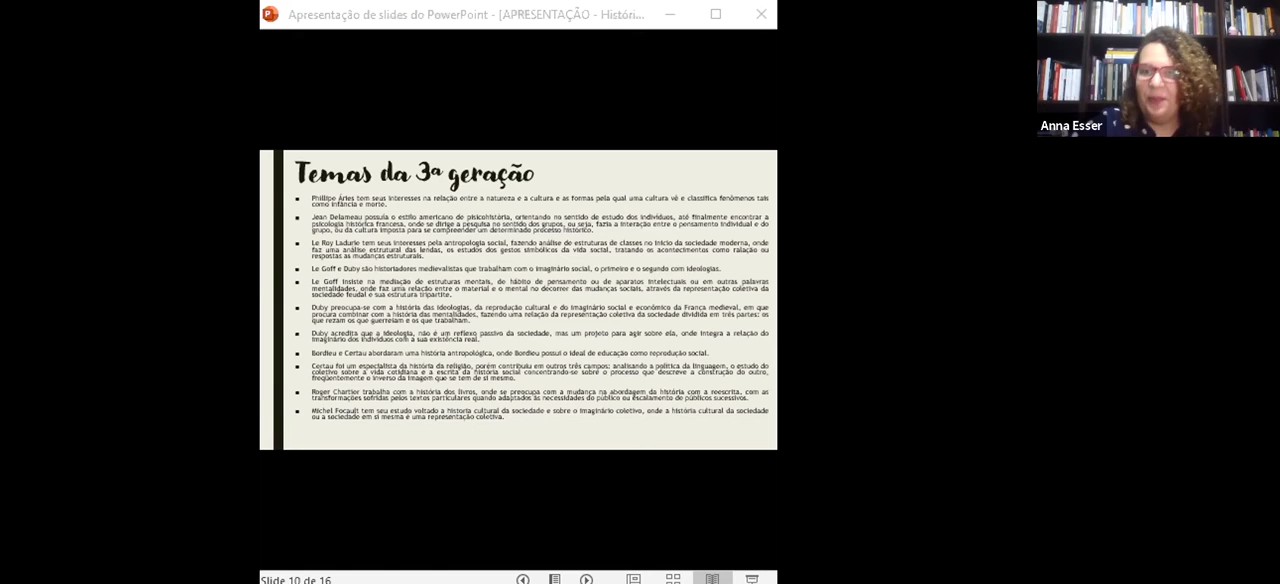 Apresentação de slides do PowerPoint - [APRESENTAÇÃO - Históri...
Anna Esser
Temas da 3ª geração
Phillipe Áries tem seus interesses na relação entre a natureza e a cultura e as formas pela qual uma cultura vê e classifica fenômenos tais
como infância e morte.
Jean Delameau possuía o estilo americano de psicohistória, orientando no sentido de estudo dos indivíduos, até finalmente encontrar a
psicologia histórica francesa, onde se dirige a pesquisa no sentido dos grupos, ou seja, fazia a interação entre o pensamento individual e do
grupo, ou da cultura imposta para se compreender um determinado processo histórico.
Le Roy Ladurie tem seus interesses pela antropologia social, fazendo análise de estruturas de classes no início da sociedade moderna, onde
faz uma análise estrutural das lendas, os estudos dos gestos simbólicos da vida social, tratando os acontecimentos como ralação ou
respostas as mudanças estruturais.
Le Goff e Duby são historiadores medievalistas que trabalham com o imaginário social, o primeiro e o segundo com ideologias.
Le Goff insiste na mediação de estruturas mentais, de hábito de pensamento ou de aparatos intelectuais ou em outras palavras
mentalidades, onde faz uma relação entre o material e o mental no decorrer das mudanças sociais, através da representação coletiva da
sociedade feudal e sua estrutura tripartite.
Duby preocupa-se com a história das ideologias, da reprodução cultural e do imaginário social e econômico da França medieval, em que
procura combinar com a história das mentalidades, fazendo uma relação da representação coletiva da sociedade dividida em três partes: os
que rezam os que guerreiam e os que trabalham.
Duby acredita que a ideologia, não é um reflexo passivo da sociedade, mas um projeto para agir sobre ela, onde integra a relação do
imaginário dos indivíduos com a sua existência real.
Bordieu e Certau abordaram uma história antropológica, onde Bordieu possui o ideal de educação como reprodução social.
Certau foi um especialista da história da religião, porém contribuiu em outros três campos: analisando a política da linguagem, o estudo do
coletivo sobre a vida cotidiana e a escrita da história social concentrando-se sobre o processo que descreve a construção do outro,
freqüentemente o inverso da imagem que se tem de si mesmo.
Roger Chartier trabalha com a história dos livros, onde se preocupa com a mudança na abordagem da história com a reescrita, com as
transformações sofridas pelos textos particulares quando adaptados às necessidades do publico ou escalamento de públicos sucessivos.
Michel Focault tem seu estudo voltado a historia cultural da sociedade e sobre o imaginário coletivo, onde a história cultural da sociedade
ou a sociedade em si mesma é uma representação coletiva.
Slide 10 de 16